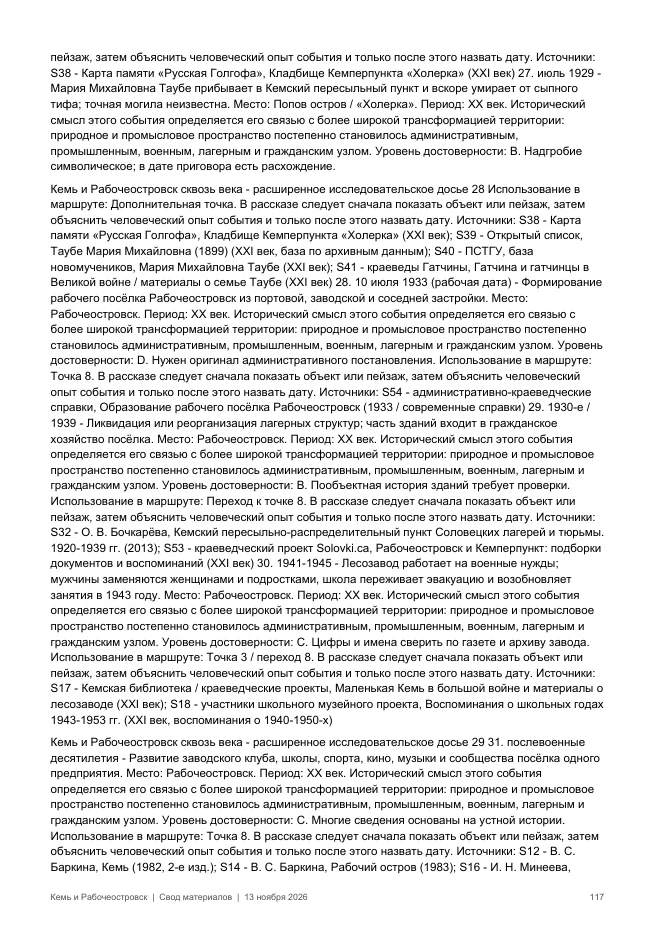 пейзаж, затем объяснить человеческий опыт события и только после этого назвать дату. Источники:
S38 - Карта памяти «Русская Голгофа», Кладбище Кемперпункта «Холерка» (XXI век) 27. июль 1929 -
Мария Михайловна Таубе прибывает в Кемский пересыльный пункт и вскоре умирает от сыпного
тифа; точная могила неизвестна. Место: Попов остров / «Холерка». Период: XX век. Исторический
смысл этого события определяется его связью с более широкой трансформацией территории:
природное и промысловое пространство постепенно становилось административным,
промышленным, военным, лагерным и гражданским узлом. Уровень достоверности: B. Надгробие
символическое; в дате приговора есть расхождение.
Кемь и Рабочеостровск сквозь века - расширенное исследовательское досье 28 Использование в
маршруте: Дополнительная точка. В рассказе следует сначала показать объект или пейзаж, затем
объяснить человеческий опыт события и только после этого назвать дату. Источники: S38 - Карта
памяти «Русская Голгофа», Кладбище Кемперпункта «Холерка» (XXI век); S39 - Открытый список,
Таубе Мария Михайловна (1899) (XXI век, база по архивным данным); S40 - ПСТГУ, база
новомучеников, Мария Михайловна Таубе (XXI век); S41 - краеведы Гатчины, Гатчина и гатчинцы в
Великой войне / материалы о семье Таубе (XXI век) 28. 10 июля 1933 (рабочая дата) - Формирование
рабочего посёлка Рабочеостровск из портовой, заводской и соседней застройки. Место:
Рабочеостровск. Период: XX век. Исторический смысл этого события определяется его связью с
более широкой трансформацией территории: природное и промысловое пространство постепенно
становилось административным, промышленным, военным, лагерным и гражданским узлом. Уровень
достоверности: D. Нужен оригинал административного постановления. Использование в маршруте:
Точка 8. В рассказе следует сначала показать объект или пейзаж, затем объяснить человеческий
опыт события и только после этого назвать дату. Источники: S54 - административно-краеведческие
справки, Образование рабочего посёлка Рабочеостровск (1933 / современные справки) 29. 1930-е /
1939 - Ликвидация или реорганизация лагерных структур; часть зданий входит в гражданское
хозяйство посёлка. Место: Рабочеостровск. Период: XX век. Исторический смысл этого события
определяется его связью с более широкой трансформацией территории: природное и промысловое
пространство постепенно становилось административным, промышленным, военным, лагерным и
гражданским узлом. Уровень достоверности: B. Пообъектная история зданий требует проверки.
Использование в маршруте: Переход к точке 8. В рассказе следует сначала показать объект или
пейзаж, затем объяснить человеческий опыт события и только после этого назвать дату. Источники:
S32 - О. В. Бочкарёва, Кемский пересыльно-распределительный пункт Соловецких лагерей и тюрьмы.
1920-1939 гг. (2013); S53 - краеведческий проект Solovki.ca, Рабочеостровск и Кемперпункт: подборки
документов и воспоминаний (XXI век) 30. 1941-1945 - Лесозавод работает на военные нужды;
мужчины заменяются женщинами и подростками, школа переживает эвакуацию и возобновляет
занятия в 1943 году. Место: Рабочеостровск. Период: XX век. Исторический смысл этого события
определяется его связью с более широкой трансформацией территории: природное и промысловое
пространство постепенно становилось административным, промышленным, военным, лагерным и
гражданским узлом. Уровень достоверности: C. Цифры и имена сверить по газете и архиву завода.
Использование в маршруте: Точка 3 / переход 8. В рассказе следует сначала показать объект или
пейзаж, затем объяснить человеческий опыт события и только после этого назвать дату. Источники:
S17 - Кемская библиотека / краеведческие проекты, Маленькая Кемь в большой войне и материалы о
лесозаводе (XXI век); S18 - участники школьного музейного проекта, Воспоминания о школьных годах
1943-1953 гг. (XXI век, воспоминания о 1940-1950-х)
Кемь и Рабочеостровск сквозь века - расширенное исследовательское досье 29 31. послевоенные
десятилетия - Развитие заводского клуба, школы, спорта, кино, музыки и сообщества посёлка одного
предприятия. Место: Рабочеостровск. Период: XX век. Исторический смысл этого события
определяется его связью с более широкой трансформацией территории: природное и промысловое
пространство постепенно становилось административным, промышленным, военным, лагерным и
гражданским узлом. Уровень достоверности: C. Многие сведения основаны на устной истории.
Использование в маршруте: Точка 8. В рассказе следует сначала показать объект или пейзаж, затем
объяснить человеческий опыт события и только после этого назвать дату. Источники: S12 - В. С.
Баркина, Кемь (1982, 2-е изд.); S14 - В. С. Баркина, Рабочий остров (1983); S16 - И. Н. Минеева,
Кемь и Рабочеостровск | Свод материалов | 13 ноября 2026
117